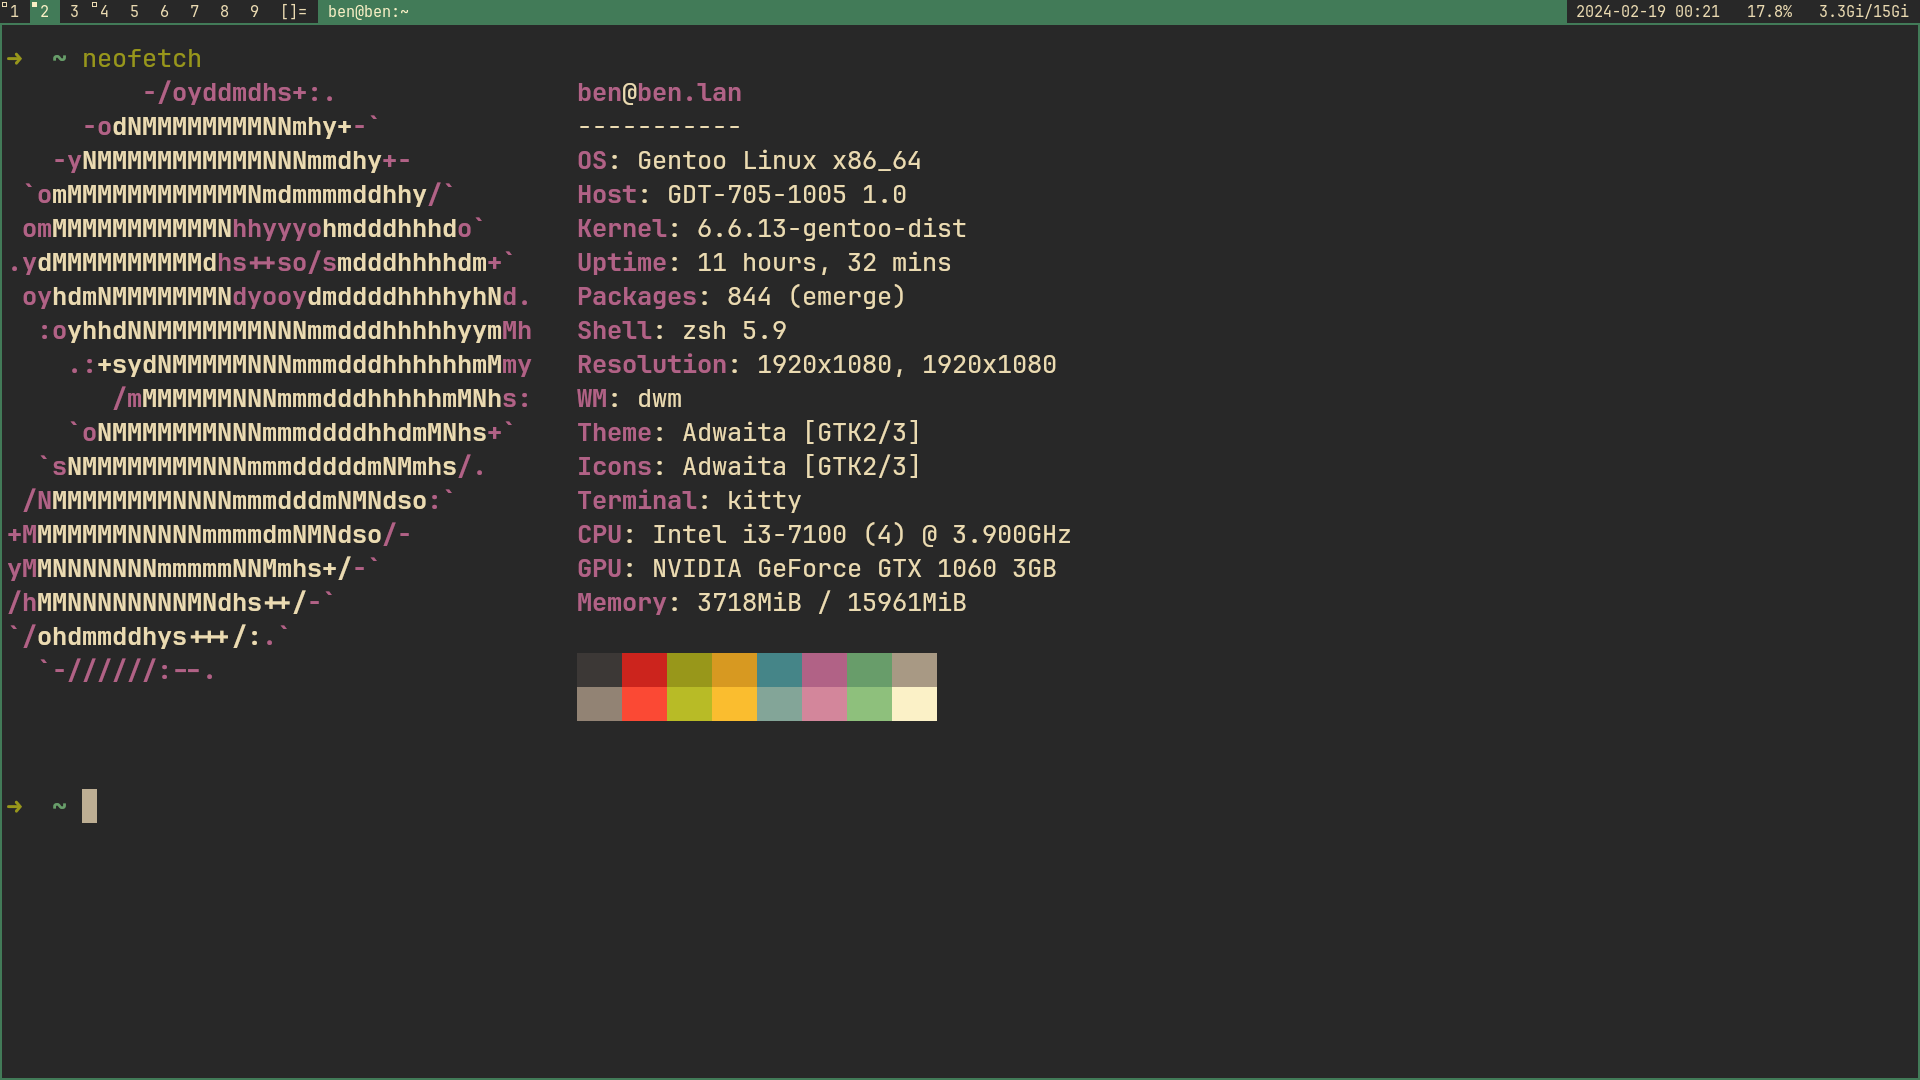 1 2 3 4 5 6 7 8 9 []= ben@ben:~ 2024-02-19 00:21 17.8% 3.3Gi/15Gi
➜ ~ neofetch
-/oyddmdhs+:. ben@ben.lan
-odNMMMMMMMMNNmhy+-` -----------
-yNMMMMMMMMMMMNNNmmdhy+- OS: Gentoo Linux x86_64
`omMMMMMMMMMMMMNmdmmmmddhhy/` Host: GDT-705-1005 1.0
omMMMMMMMMMMMNhhyyyohmdddhhhdo` Kernel: 6.6.13-gentoo-dist
.ydMMMMMMMMMMdhs++so/smdddhhhhdm+` Uptime: 11 hours, 32 mins
oyhdmNMMMMMMMNdyooydmddddhhhhyhNd. Packages: 844 (emerge)
:oyhhdNNMMMMMMMNNNmmdddhhhhhyymMh Shell: zsh 5.9
.:+sydNMMMMMNNNmmmdddhhhhhhmMmy Resolution: 1920x1080, 1920x1080
/mMMMMMMNNNmmmdddhhhhhmMNhs: WM: dwm
`oNMMMMMMMNNNmmmddddhhdmMNhs+` Theme: Adwaita [GTK2/3]
`sNMMMMMMMMNNNmmmdddddmNMmhs/. Icons: Adwaita [GTK2/3]
/NMMMMMMMMNNNNmmmdddmNMNdso:` Terminal: kitty
+MMMMMMMNNNNNmmmmdmNMNdso/- CPU: Intel i3-7100 (4) @ 3.900GHz
yMMNNNNNNNmmmmmNNMmhs+/-` GPU: NVIDIA GeForce GTX 1060 3GB
/hMMNNNNNNNNMNdhs++/-` Memory: 3718MiB / 15961MiB
`/ohdmmddhys+++/:.`
`-//////:--.
➜ ~